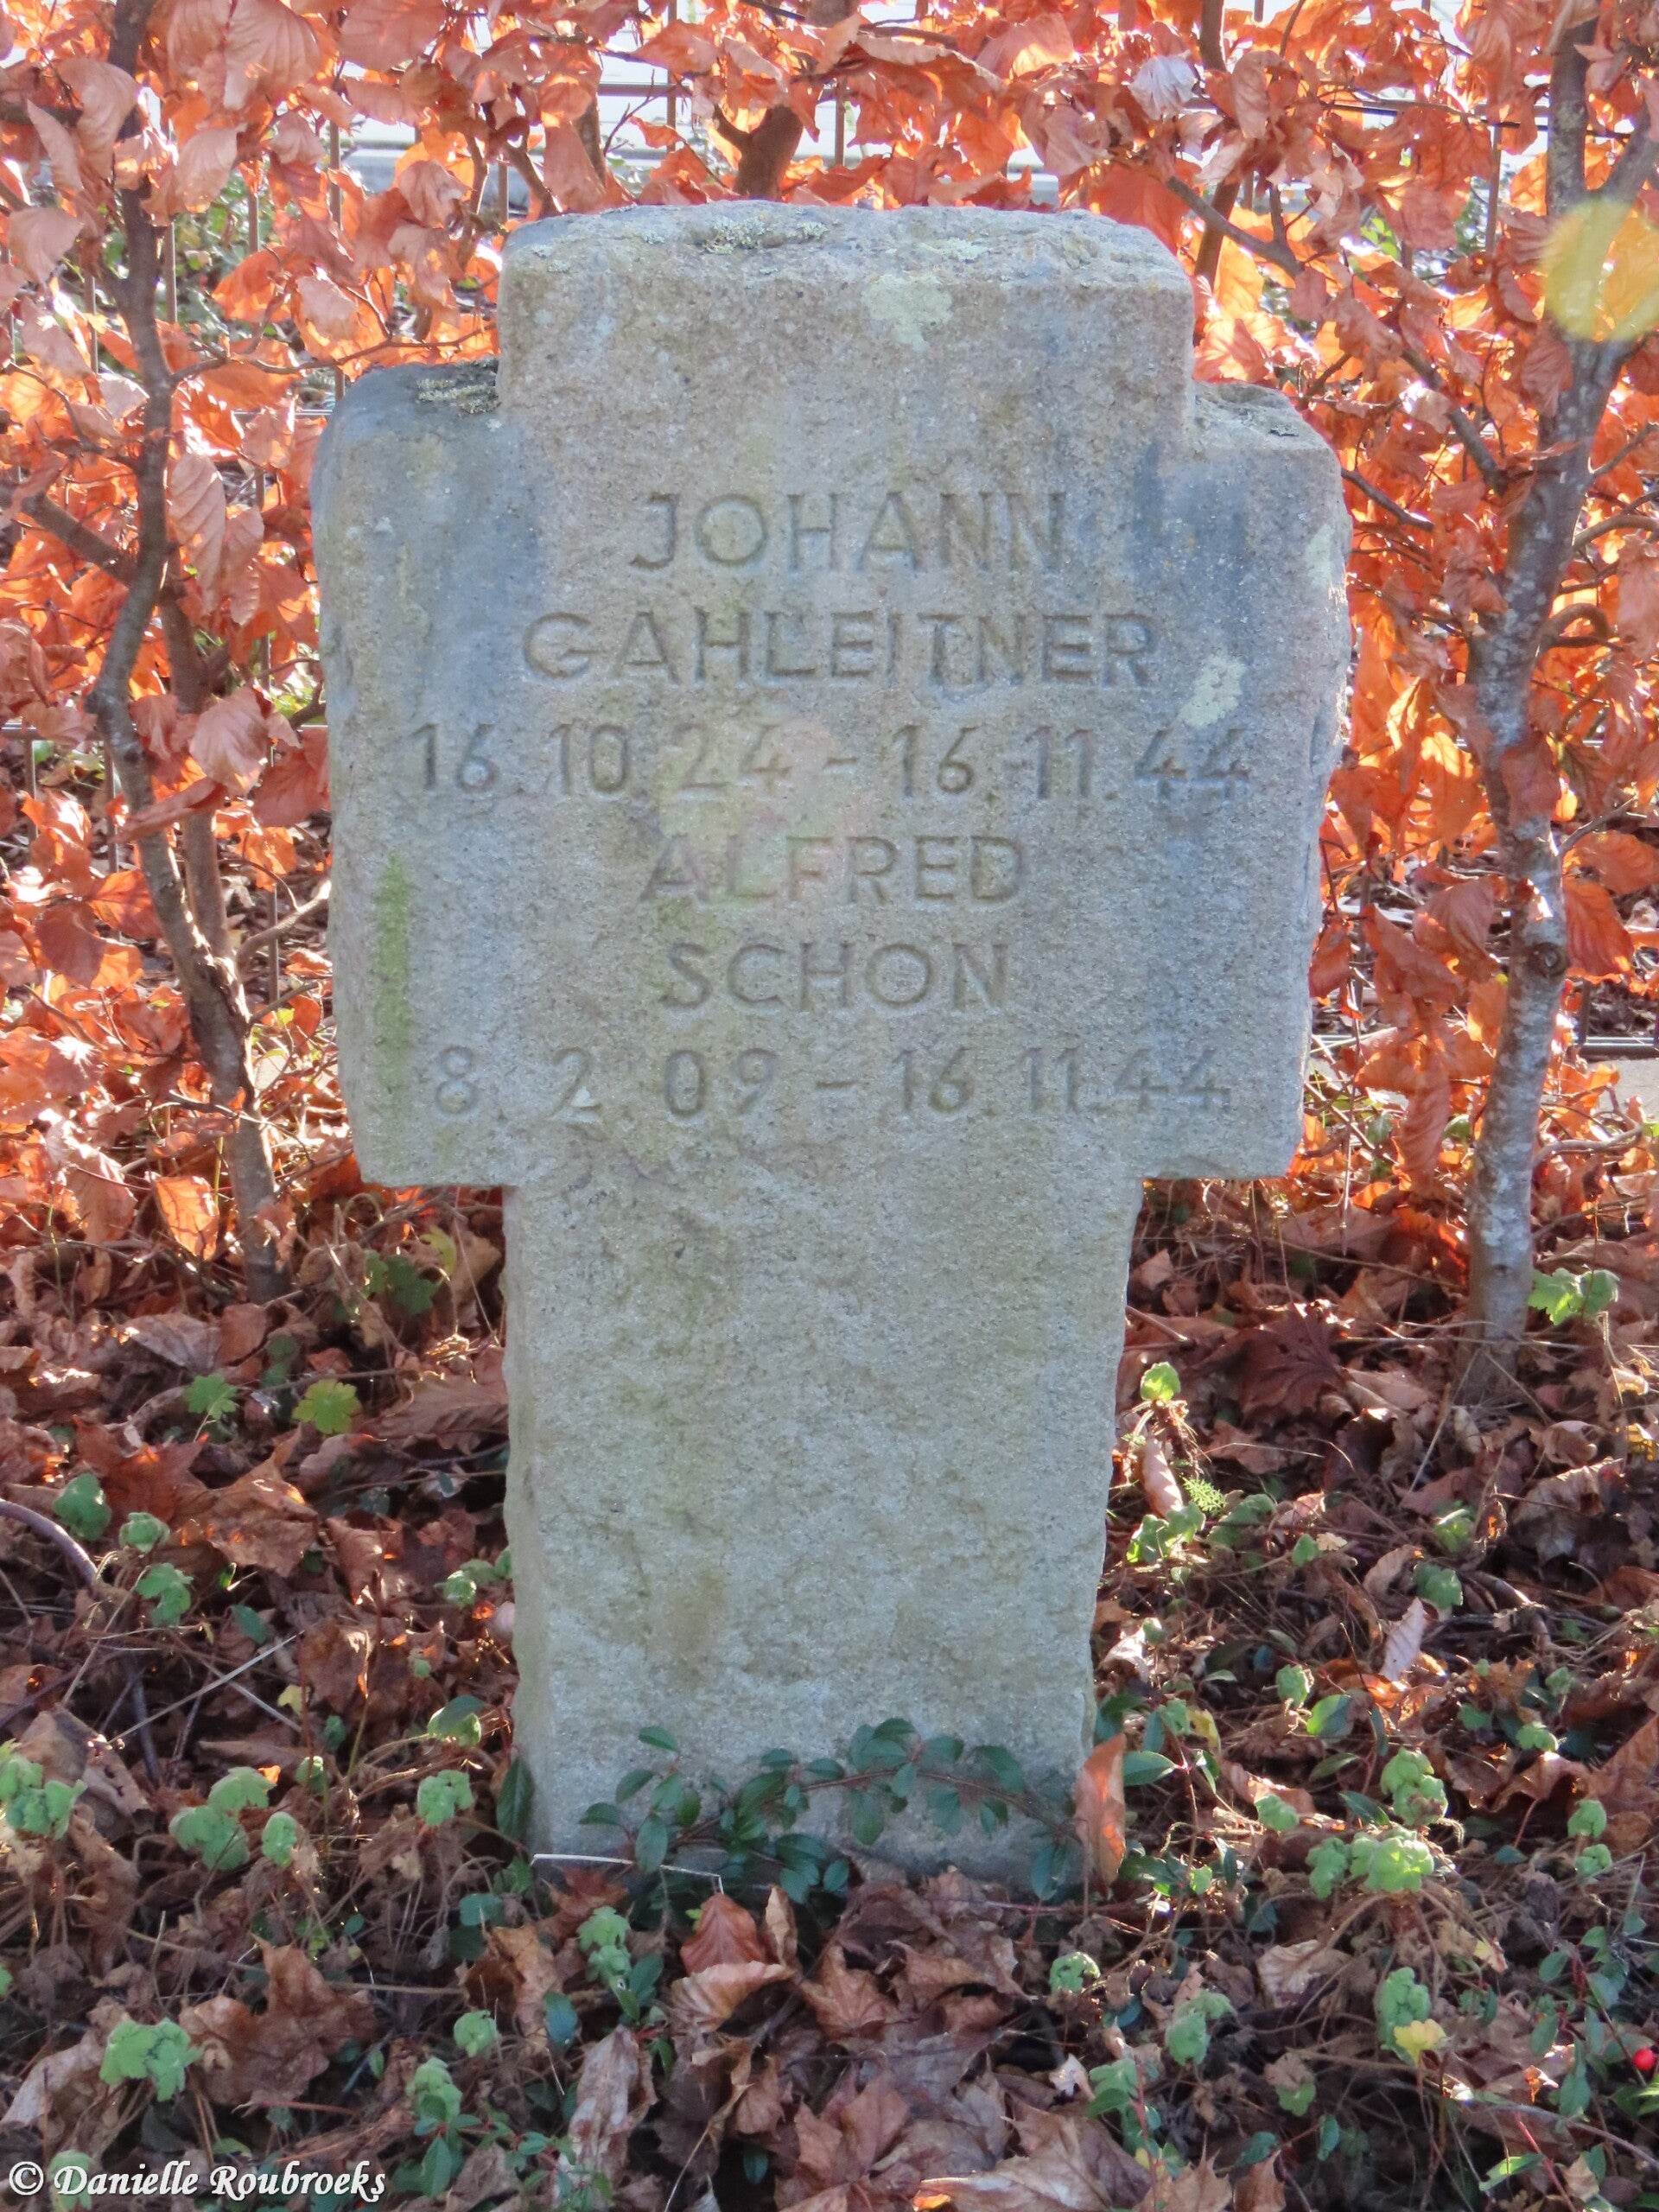 JOHANN
GAHLEITNER
16.10.24 - 16.11.44
ALFRED
SCHON
8. 2. 09 - 16.11.44
© Danielle Roubroeks